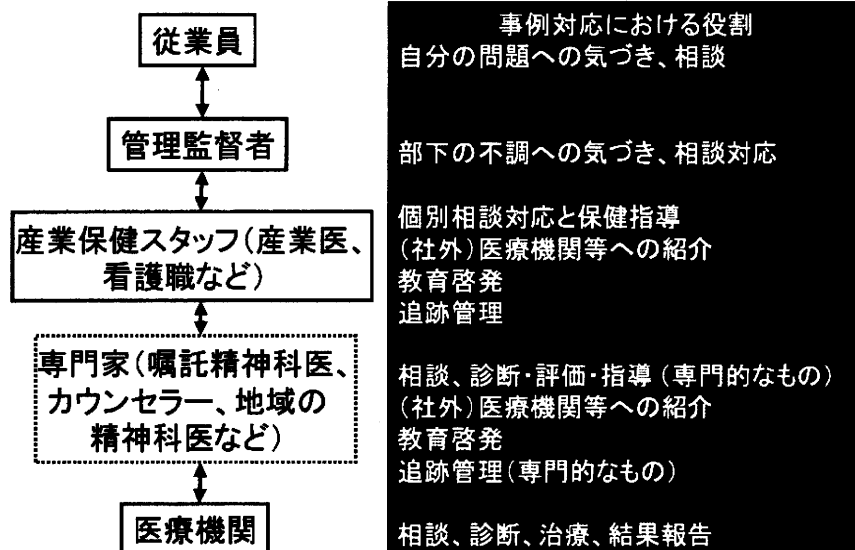 従業員
管理監督者
産業保健スタッフ(産業医、
看護職など)
専門家(嘱託精神科医、
カウンセラー、地域の
精神科医など)
医療機関
事例対応における役割
自分の問題への気づき、相談
部下の不調への気づき、相談対応
個別相談対応と保健指導
(社外)医療機関等への紹介
教育啓発
追跡管理
相談、診断・評価・指導(専門的なもの)
(社外)医療機関等への紹介
教育啓発
追跡管理(専門的なもの)
相談、診断、治療、結果報告